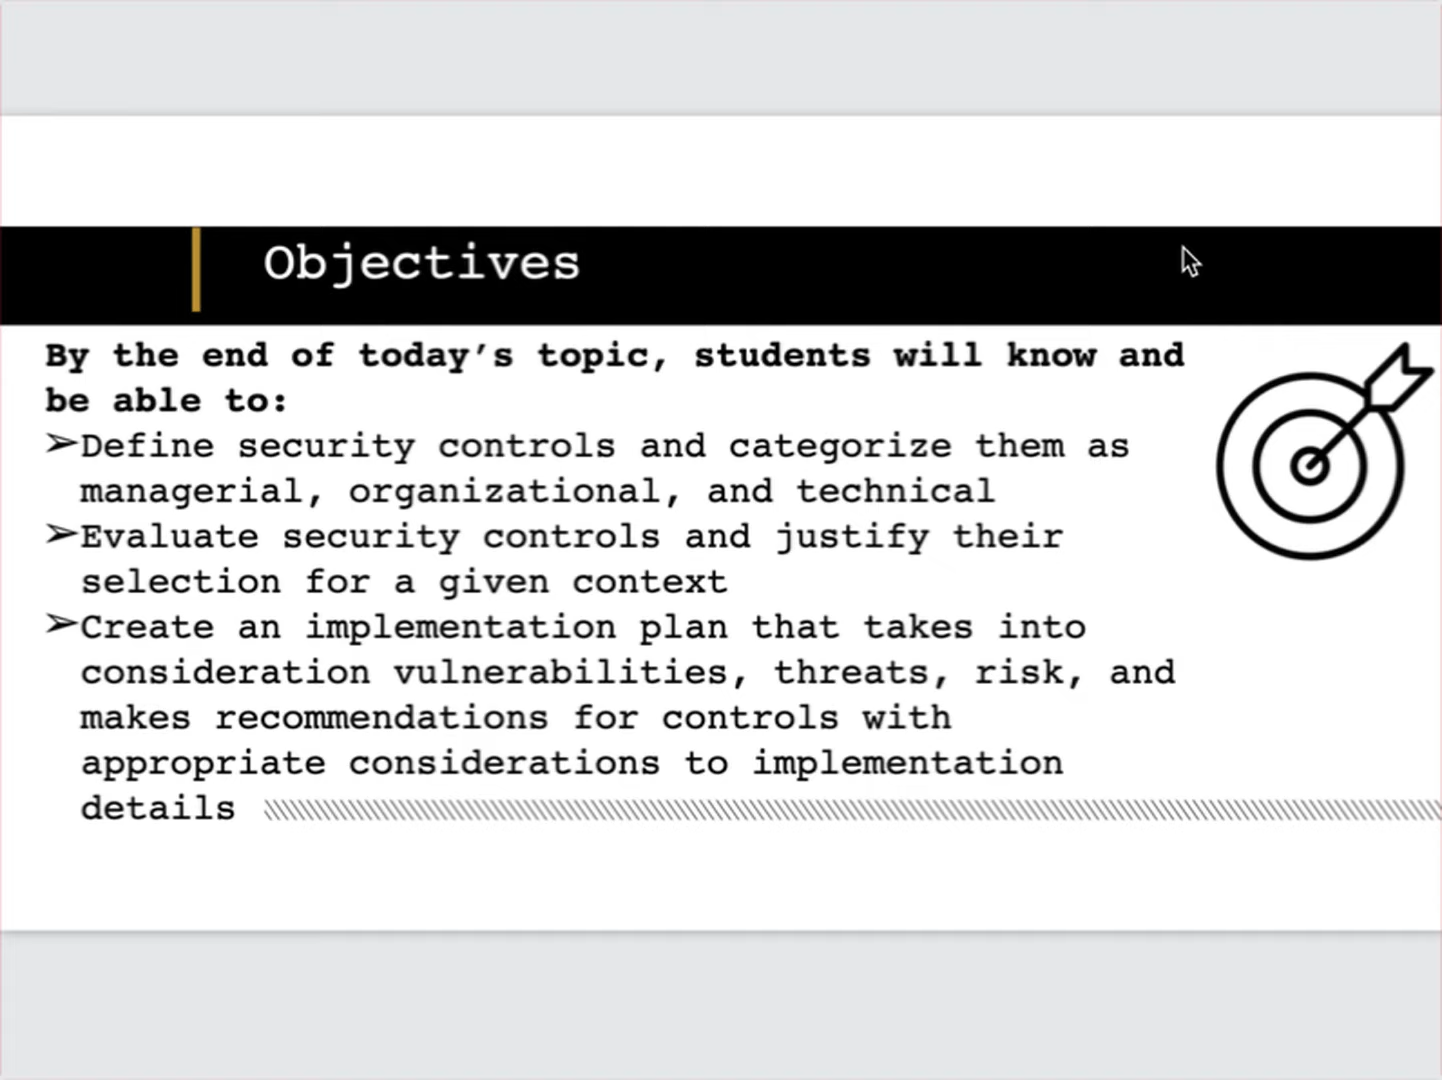 Objectives
By the end of today’s topic, students will know and
be able to:
➢Define security controls and categorize them as
managerial, organizational, and technical
➢Evaluate security controls and justify their
selection for a given context
➢Create an implementation plan that takes into
consideration vulnerabilities, threats, risk, and
makes recommendations for controls with
appropriate considerations to implementation
details